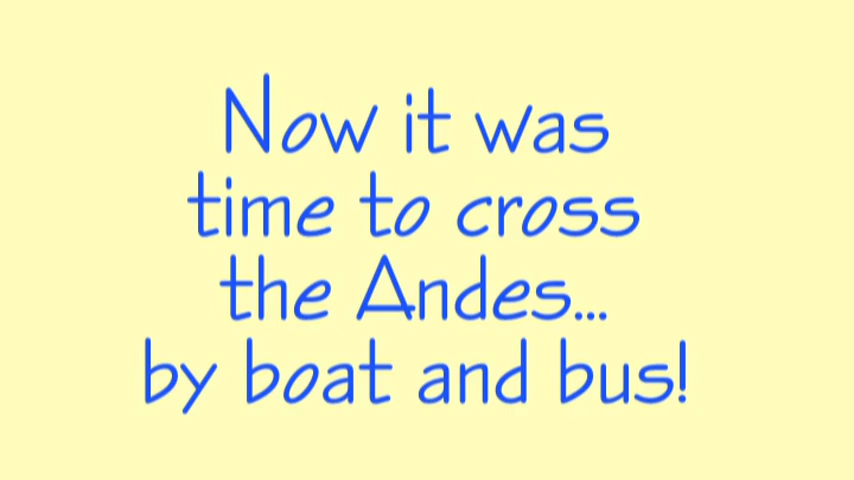 Now it was
time to cross
the Andes...
by boat and bus!